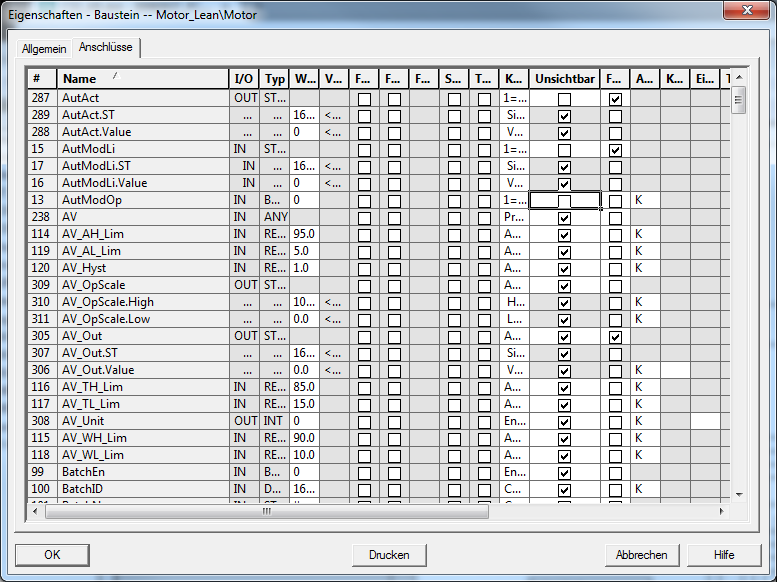 Eigenschaften - Baustein -- Motor_Lean\Motor
Allgemein Anschlüsse
# Name I/O Typ W... V... F... F... F... S... T... K... Unsichtbar F... A... K... Ei...
287 AutAct OUT ST... 1=...
289 AutAct.ST ... ... 16... <... Si...
288 AutAct.Value ... ... 0 <... V...
15 AutModLi IN ST... 1=...
17 AutModLi.ST IN ... 16... <... Si...
16 AutModLi.Value IN ... 0 <... V...
13 AutModOp IN B... 0 1=... K
238 AV IN ANY Pr...
114 AV_AH_Lim IN RE... 95.0 A... K
119 AV_AL_Lim IN RE... 5.0 A... K
120 AV_Hyst IN RE... 1.0 A... K
309 AV_OpScale OUT ST... A...
310 AV_OpScale.High ... ... 10... <... H... K
311 AV_OpScale.Low ... ... 0.0 <... L... K
305 AV_Out OUT ST... A...
307 AV_Out.ST ... ... 16... <... Si...
306 AV_Out.Value ... ... 0.0 <... V... K
116 AV_TH_Lim IN RE... 85.0 A... K
117 AV_TL_Lim IN RE... 15.0 A... K
308 AV_Unit OUT INT 0 En... K
115 AV_WH_Lim IN RE... 90.0 A... K
118 AV_WL_Lim IN RE... 10.0 A... K
99 BatchEn IN B... 0 En...
100 BatchID IN D... 16... C... K
OK Drucken Abbrechen Hilfe